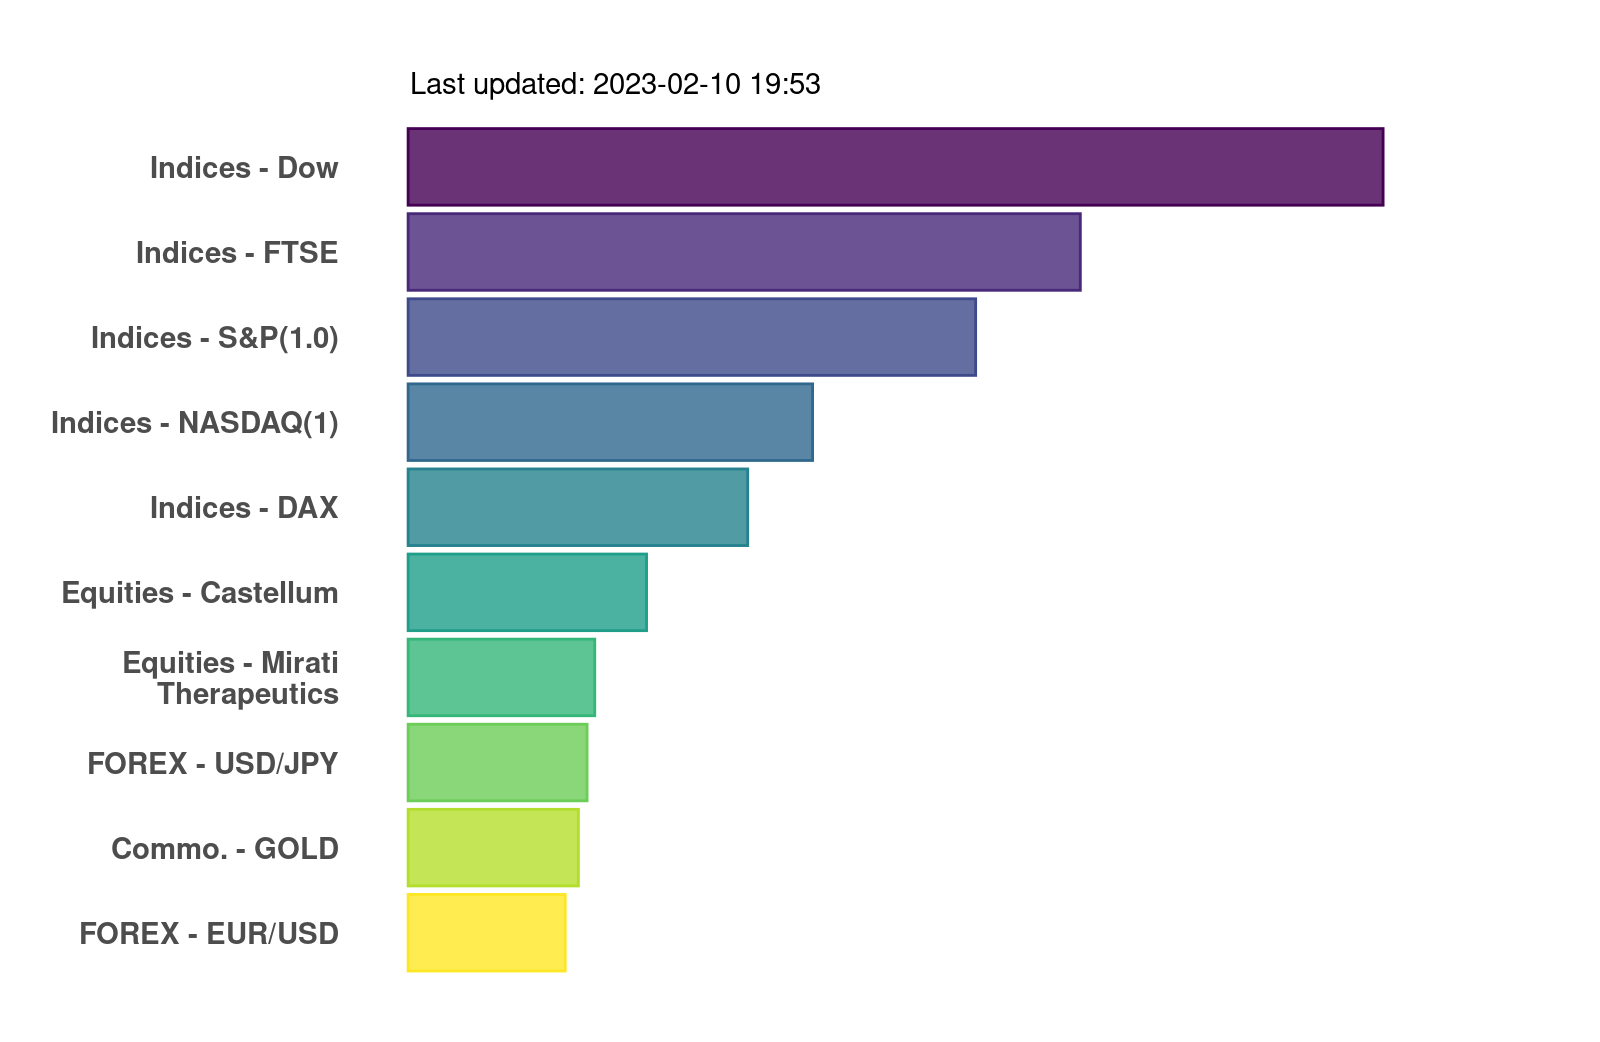 Last updated: 2023-02-10 19:53
Indices - Dow
Indices - FTSE
Indices - S&P(1.0)
Indices - NASDAQ(1)
Indices - DAX
Equities - Castellum
Equities - Mirati
Therapeutics
FOREX - USD/JPY
Commo. - GOLD
FOREX - EUR/USD